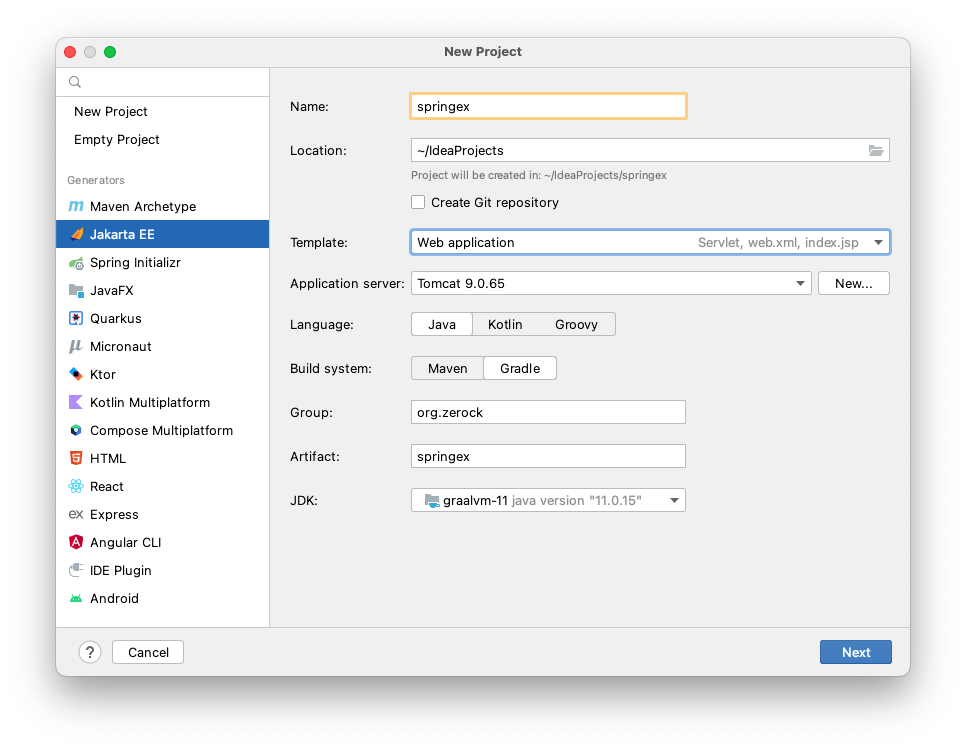 New Project
New Project
Empty Project
Generators
Maven Archetype
Jakarta EE
Spring Initializr
JavaFX
Quarkus
Micronaut
Ktor
Kotlin Multiplatform
Compose Multiplatform
HTML
React
ex Express
Angular CLI
IDE Plugin
Android
Name: springex
Location: ~/IdeaProjects
Project will be created in: ~/IdeaProjects/springex
Create Git repository
Template: Web application Servlet, web.xml, index.jsp
Application server: Tomcat 9.0.65 New...
Language: Java Kotlin Groovy
Build system: Maven Gradle
Group: org.zerock
Artifact: springex
JDK: graalvm-11 java version "11.0.15"
? Cancel Next